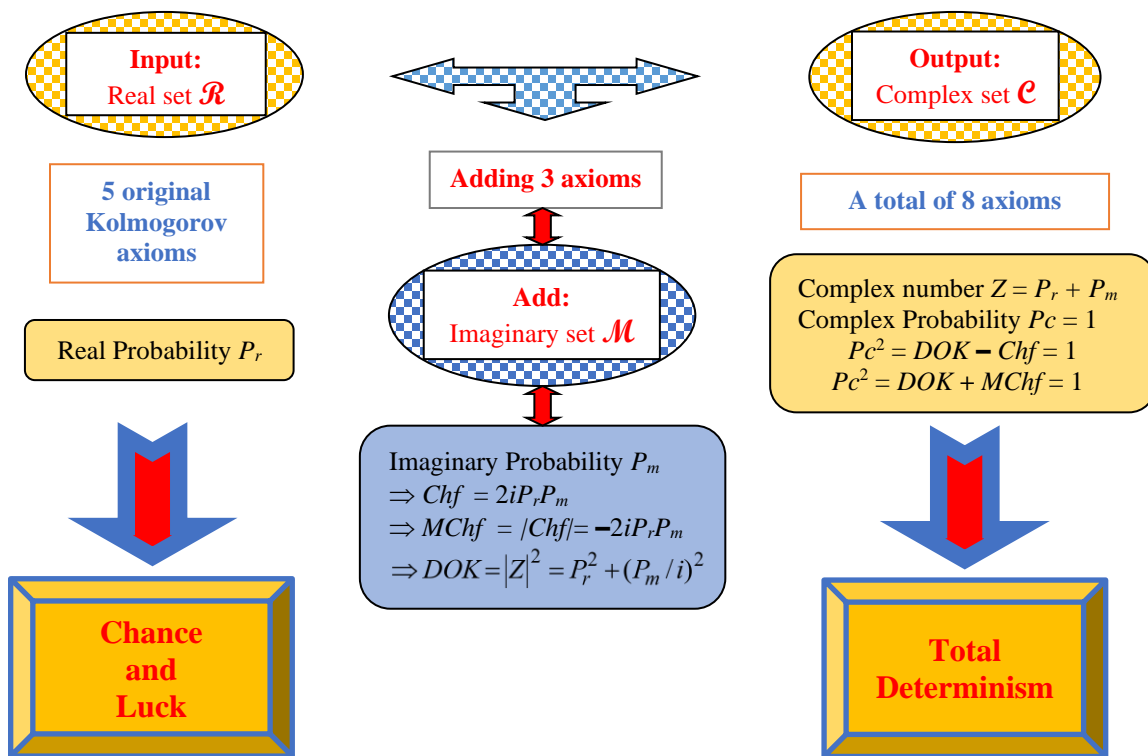 Input:
Real set ℛ
5 original
Kolmogorov
axioms
Real Probability Pᵣ
Chance
and
Luck
Adding 3 axioms
Add:
Imaginary set ℳ
Imaginary Probability Pₘ
⇒ Chf = 2iPᵣPₘ
⇒ MChf = |Chf|= −2iPᵣPₘ
⇒ DOK = |Z|² = Pᵣ² + (Pₘ/i)²
Output:
Complex set 𝒞
A total of 8 axioms
Complex number Z = Pᵣ + Pₘ
Complex Probability Pc = 1
Pc² = DOK − Chf = 1
Pc² = DOK + MChf = 1
Total
Determinism